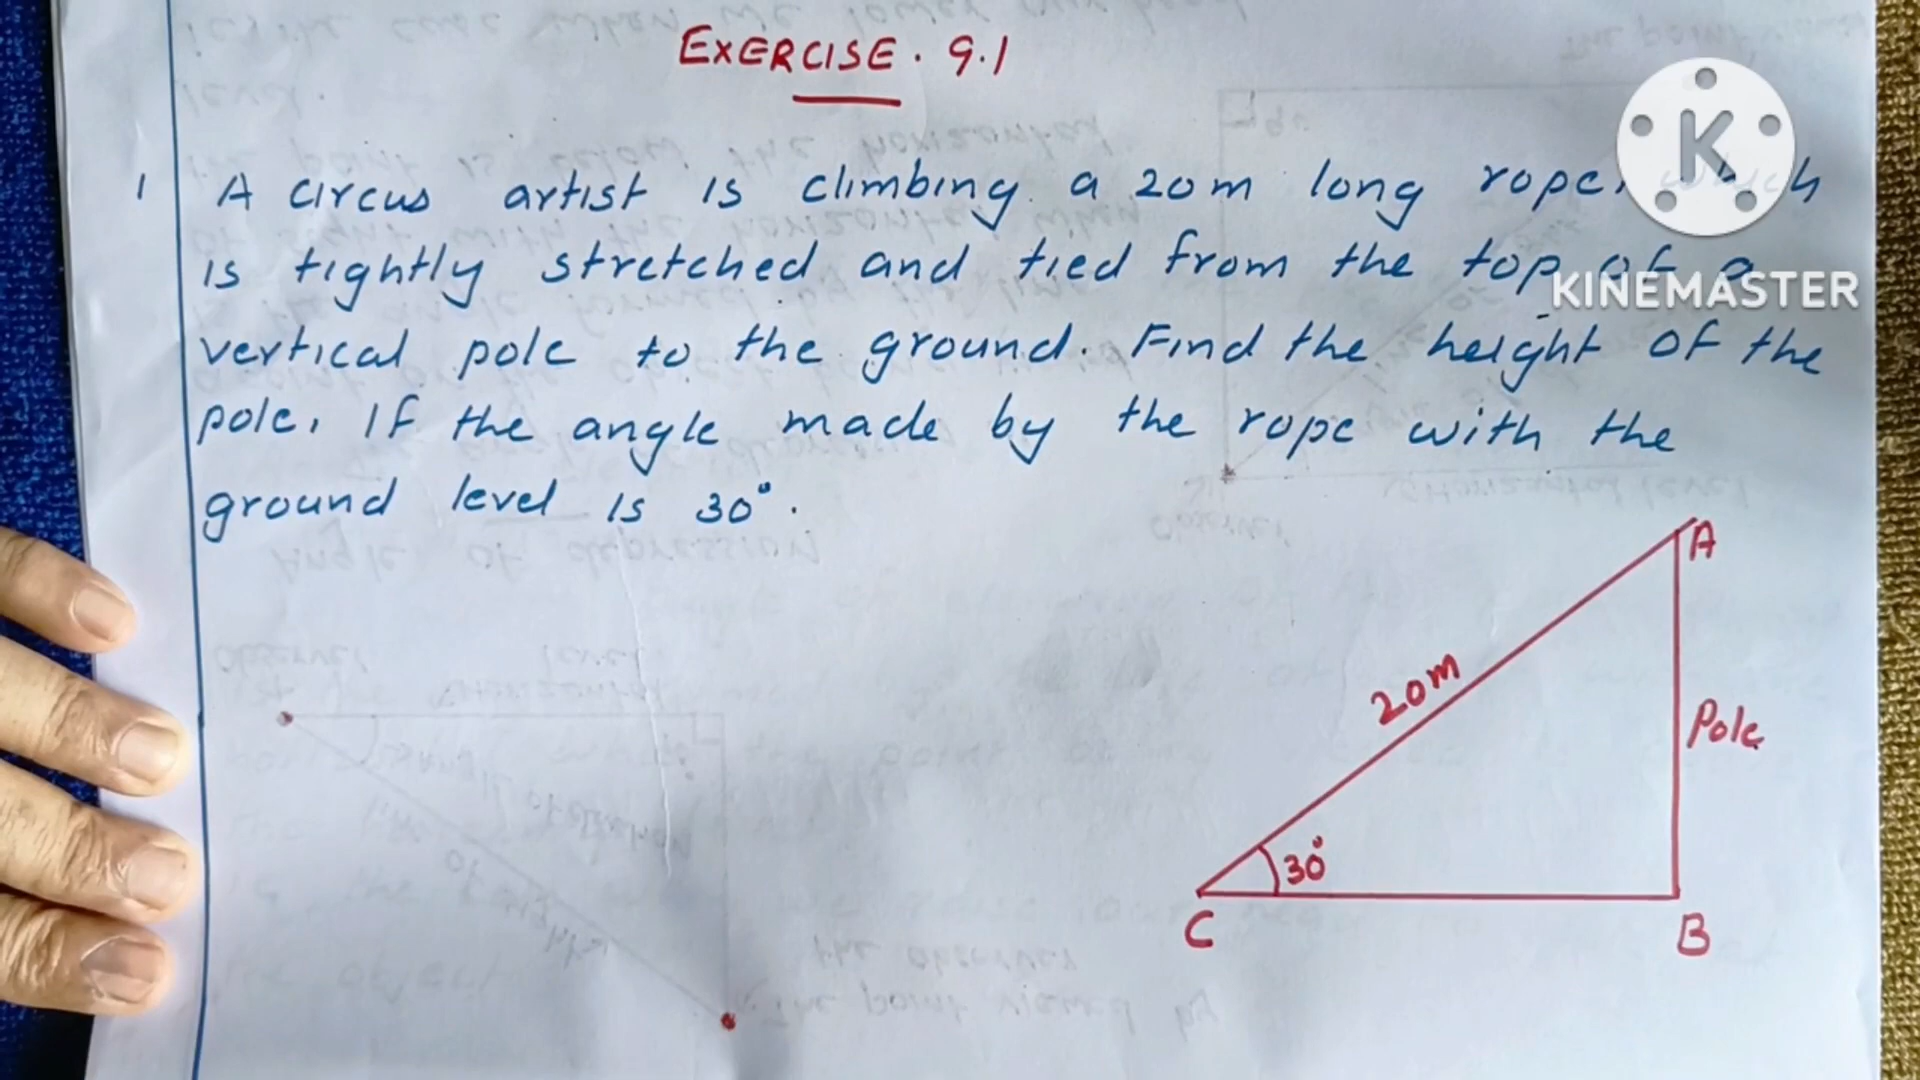 EXERCISE. 9.1
1 A circus artist is climbing a 20m long rope,
is tightly stretched and tied from the top of a
vertical pole to the ground. Find the height of the
pole, If the angle made by the rope with the
ground level is 30°.
K
KINEMASTER
A
20m
Pole
30°
C
B